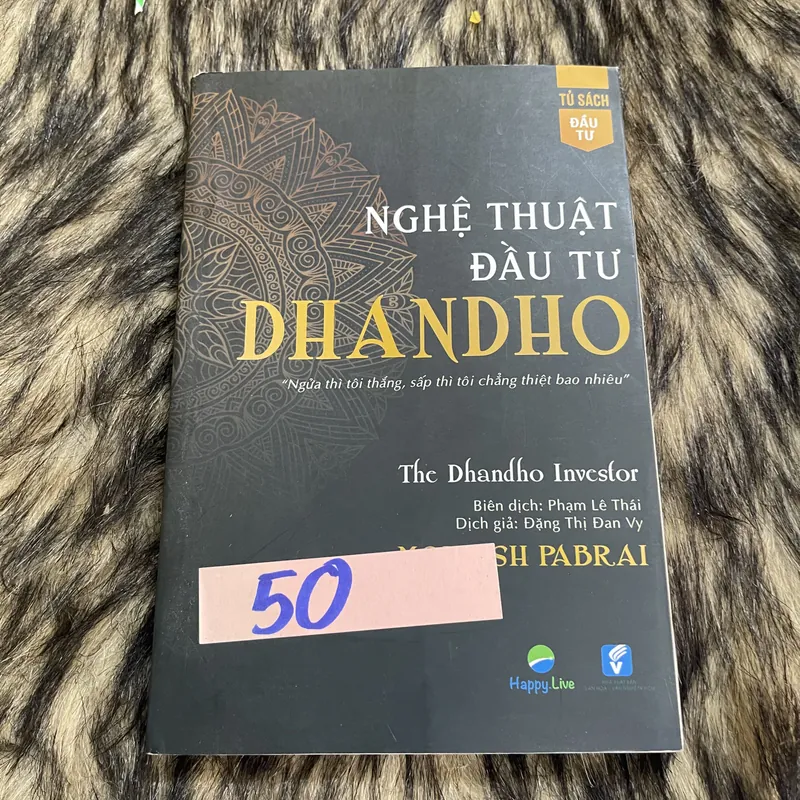 TỦ SÁCH
ĐẦU
TƯ
NGHỆ THUẬT
ĐẦU TƯ
DHANDHO
"Ngửa thì tôi thắng, sấp thì tôi chẳng thiệt bao nhiêu"
The Dhandho Investor
Biên dịch: Phạm Lê Thái
Dịch giả: Đặng Thị Đan Vy
PABRAI
50
Happy.Live